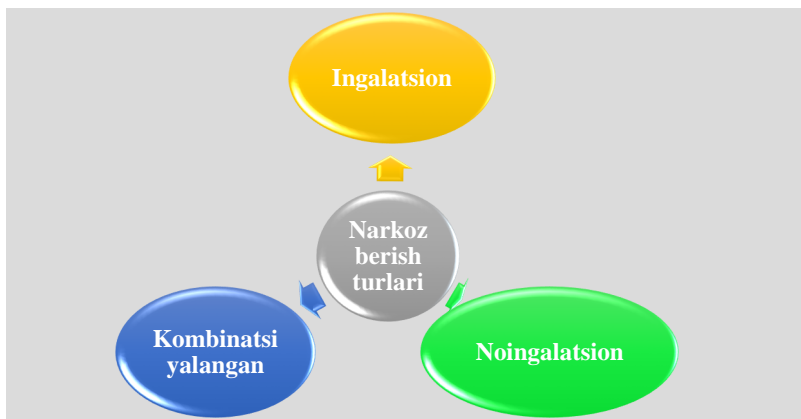 Ingalatsion
Narkoz
berish
turlari
Kombinatsi
yalangan
Noingalatsion